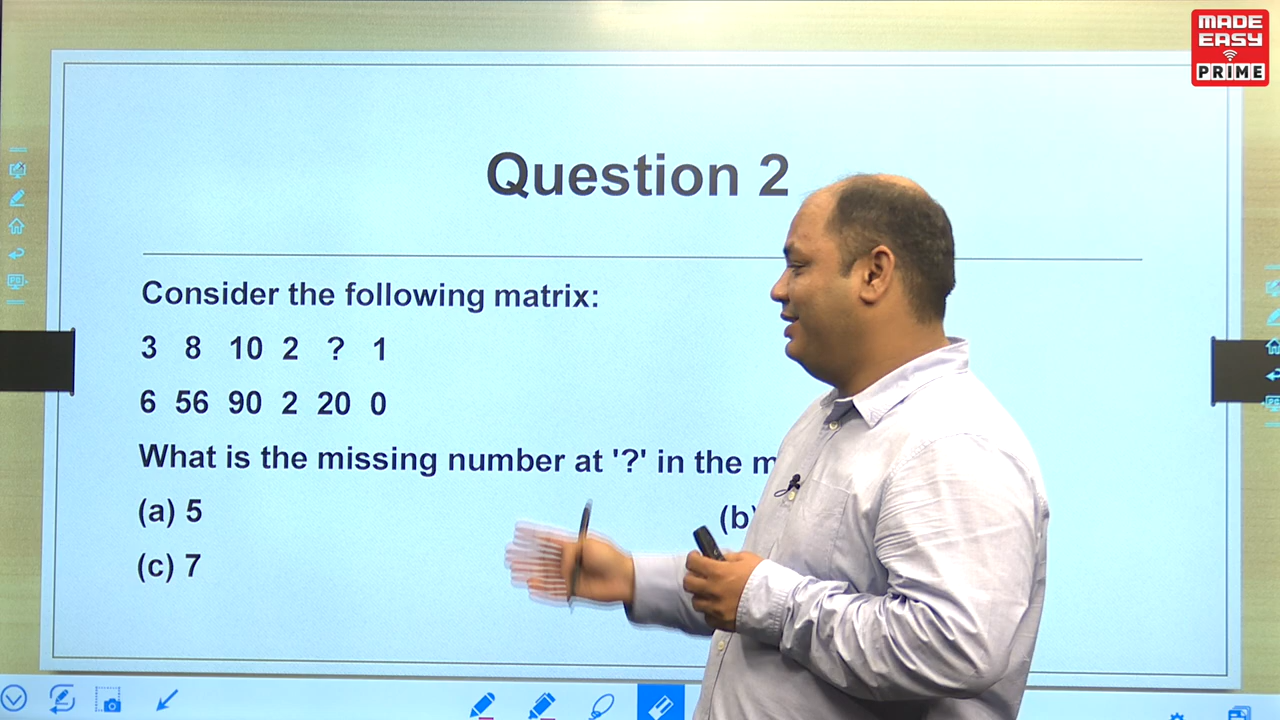 MADE
EASY
PRIME
Question 2
Consider the following matrix:
3 8 10 2 ? 1
6 56 90 2 20 0
What is the missing number at '?' in the
(a) 5
(b)
(c) 7